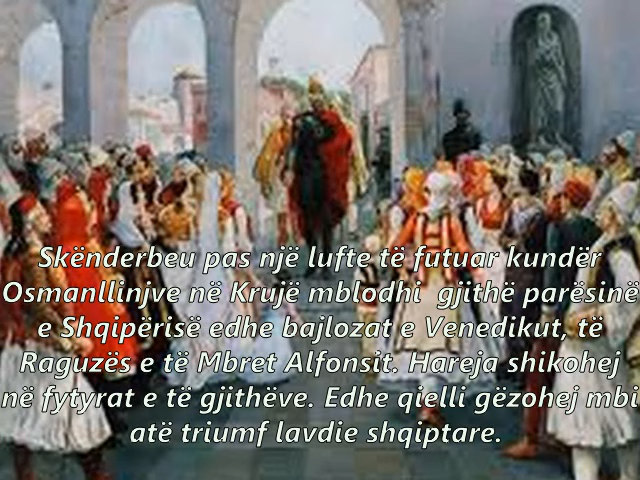 Skënderbeu pas një lufte të futuar kundër
Osmanllinjve në Krujë mblodhi gjithë parësinë
e Shqipërisë edhe bajlozat e Venedikut, të
Raguzës e të Mbret Alfonsit. Hareja shikohej
në fytyrat e të gjithëve. Edhe qielli gëzohej mbi
atë triumf lavdie shqiptare.